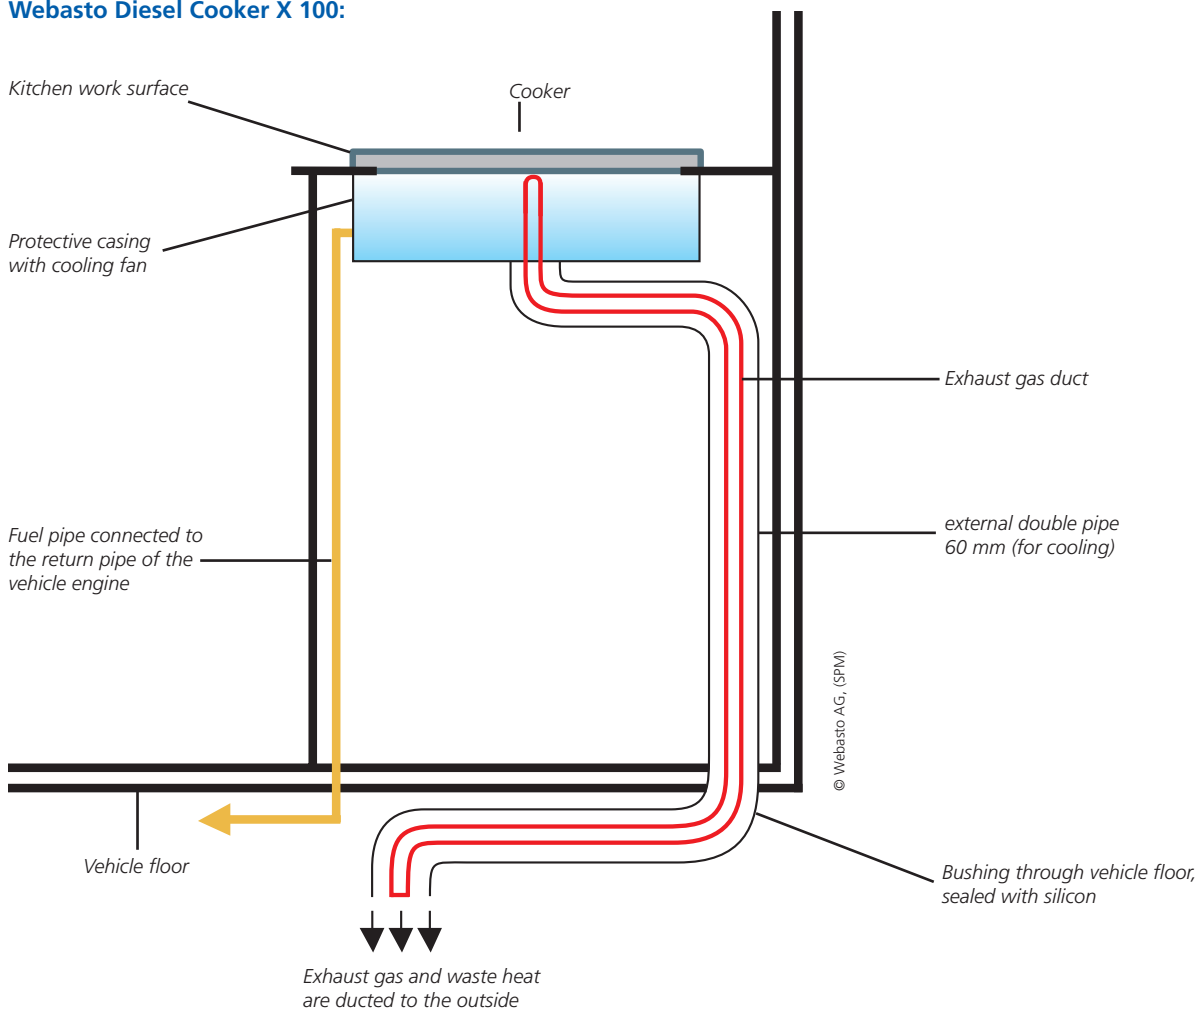 Webasto Diesel Cooker X 100:
Kitchen work surface
Cooker
Protective casing
with cooling fan
Exhaust gas duct
Fuel pipe connected to
the return pipe of the
vehicle engine
external double pipe
60 mm (for cooling)
© Webasto AG, (SPM)
Vehicle floor
Bushing through vehicle floor,
sealed with silicon
Exhaust gas and waste heat
are ducted to the outside